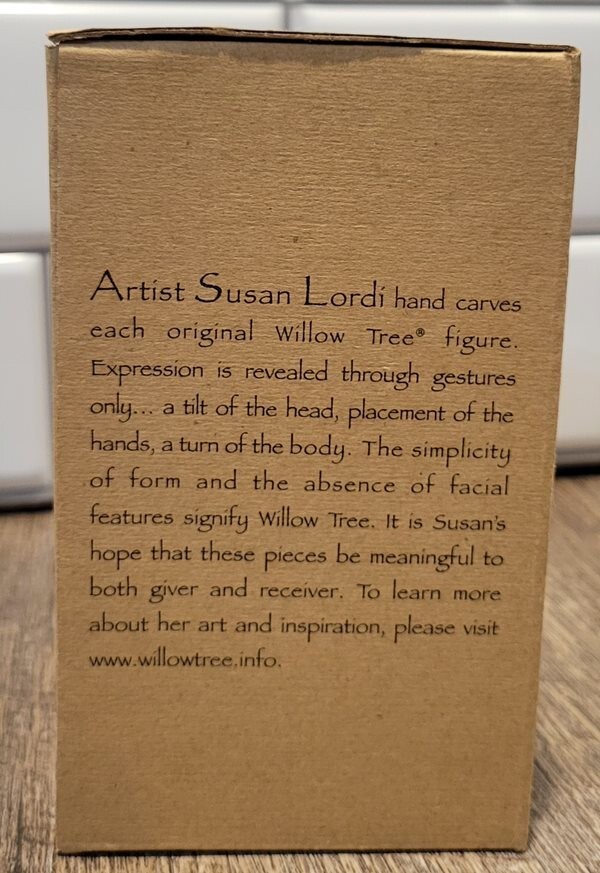 Artist Susan Lordi hand carves
each original Willow Tree® figure.
Expression is revealed through gestures
only... a tilt of the head, placement of the
hands, a turn of the body. The simplicity
of form and the absence of facial
features signify Willow Tree. It is Susan's
hope that these pieces be meaningful to
both giver and receiver. To learn more
about her art and inspiration, please visit
www.willowtree.info.